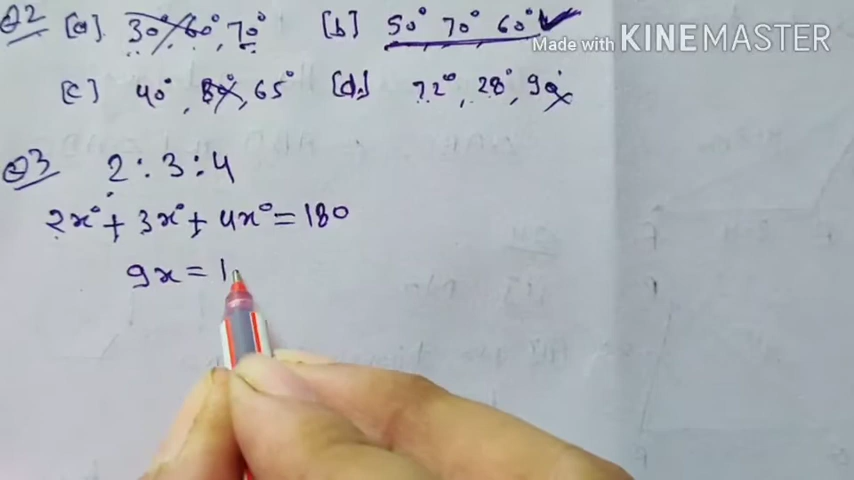 Q2 [a] 30°, 60°, 70° [b] 50° 70° 60°
Made with KINEMASTER
[c] 40°, 80°, 65° [d] 72°, 28°, 90°
Q3 2 : 3 : 4
2x° + 3x° + 4x° = 180
9x = 1